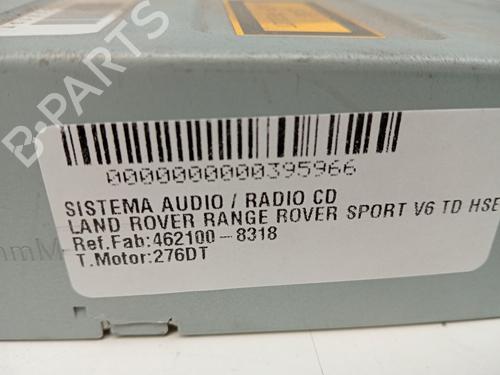 B-PARTS
0000000000395966
SISTEMA AUDIO / RADIO CD
LAND ROVER RANGE ROVER SPORT V6 TD HSE
Ref.Fab:462100-8318
T.Motor:276DT